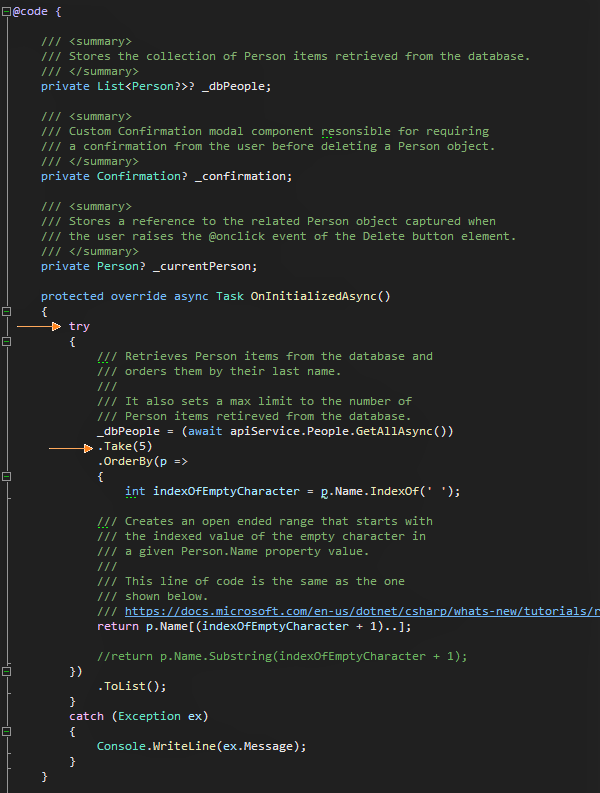 @code {
/// <summary>
/// Stores the collection of Person items retrieved from the database.
/// </summary>
private List<Person?>? _dbPeople;
/// <summary>
/// Custom Confirmation modal component resonsible for requiring
/// a confirmation from the user before deleting a Person object.
/// </summary>
private Confirmation? _confirmation;
/// <summary>
/// Stores a reference to the related Person object captured when
/// the user raises the @onclick event of the Delete button element.
/// </summary>
private Person? _currentPerson;
protected override async Task OnInitializedAsync()
{
try
{
/// Retrieves Person items from the database and
/// orders them by their last name.
///
/// It also sets a max limit to the number of
/// Person items retireved from the database.
_dbPeople = (await apiService.People.GetAllAsync())
.Take(5)
.OrderBy(p =>
{
int indexOfEmptyCharacter = p.Name.IndexOf(' ');
/// Creates an open ended range that starts with
/// the indexed value of the empty character in
/// a given Person.Name property value.
///
/// This line of code is the same as the one
/// shown below.
/// https://docs.microsoft.com/en-us/dotnet/csharp/whats-new/tutorials/r
return p.Name[(indexOfEmptyCharacter + 1)..];
//return p.Name.Substring(indexOfEmptyCharacter + 1);
})
.ToList();
}
catch (Exception ex)
{
Console.WriteLine(ex.Message);
}
}